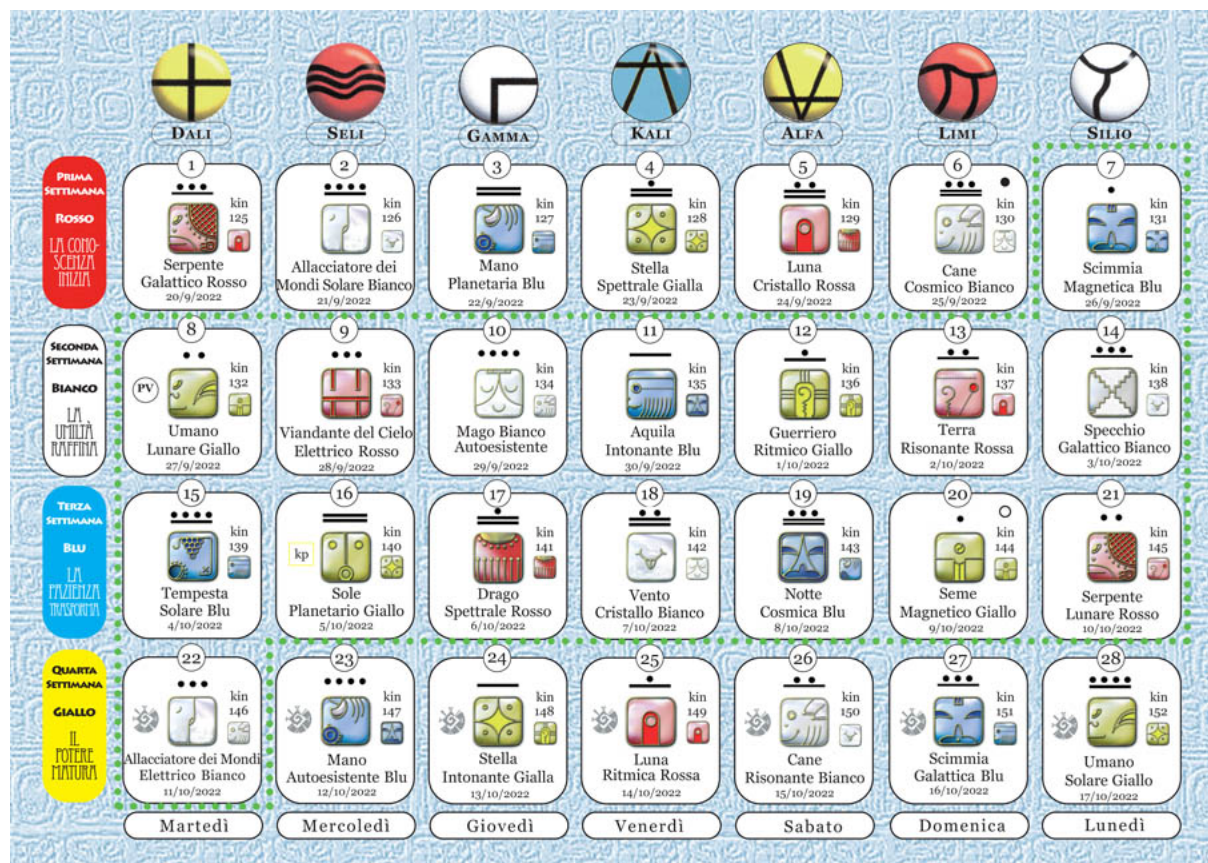 DALI
SELI
GAMMA
KALI
ALFA
LIMI
SILIO
PRIMA
SETTIMANA
ROSSO
LA CONO-
SCENZA
INIZIA
1
kin
125
Serpente
Galattico Rosso
20/9/2022
2
kin
126
Allacciatore dei
Mondi Solare Bianco
21/9/2022
3
kin
127
Mano
Planetaria Blu
22/9/2022
4
kin
128
Stella
Spettrale Gialla
23/9/2022
5
kin
129
Luna
Cristallo Rossa
24/9/2022
6
kin
130
Cane
Cosmico Bianco
25/9/2022
7
kin
131
Scimmia
Magnetica Blu
26/9/2022
SECONDA
SETTIMANA
BIANCO
LA
UMILTÀ
RAFFINA
8
PV
kin
132
Umano
Lunare Giallo
27/9/2022
9
kin
133
Viandante del Cielo
Elettrico Rosso
28/9/2022
10
kin
134
Mago Bianco
Autoesistente
29/9/2022
11
kin
135
Aquila
Intonante Blu
30/9/2022
12
kin
136
Guerriero
Ritmico Giallo
1/10/2022
13
kin
137
Terra
Risonante Rossa
2/10/2022
14
kin
138
Specchio
Galattico Bianco
3/10/2022
TERZA
SETTIMANA
BLU
LA
PAZIENZA
TRASFORMA
15
kin
139
Tempesta
Solare Blu
4/10/2022
16
kp
kin
140
Sole
Planetario Giallo
5/10/2022
17
kin
141
Drago
Spettrale Rosso
6/10/2022
18
kin
142
Vento
Cristallo Bianco
7/10/2022
19
kin
143
Notte
Cosmica Blu
8/10/2022
20
kin
144
Seme
Magnetico Giallo
9/10/2022
21
kin
145
Serpente
Lunare Rosso
10/10/2022
QUARTA
SETTIMANA
GIALLO
IL
POTERE
MATURA
22
kin
146
Allacciatore dei Mondi
Elettrico Bianco
11/10/2022
23
kin
147
Mano
Autoesistente Blu
12/10/2022
24
kin
148
Stella
Intonante Gialla
13/10/2022
25
kin
149
Luna
Ritmica Rossa
14/10/2022
26
kin
150
Cane
Risonante Bianco
15/10/2022
27
kin
151
Scimmia
Galattica Blu
16/10/2022
28
kin
152
Umano
Solare Giallo
17/10/2022
Martedì
Mercoledì
Giovedì
Venerdì
Sabato
Domenica
Lunedì